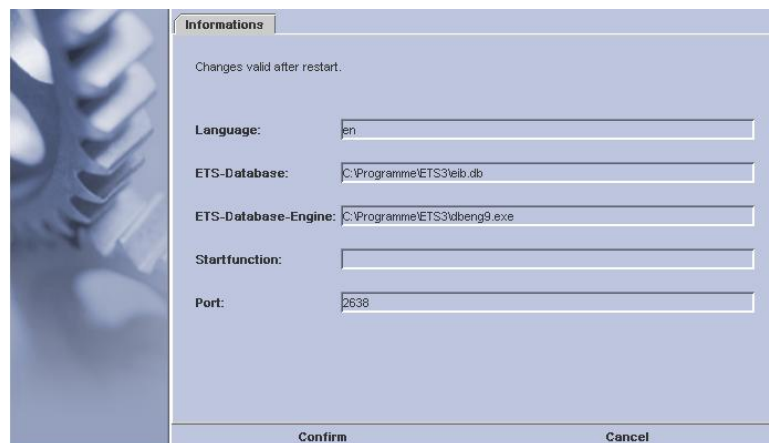 Informations
Changes valid after restart.
Language: en
ETS-Database: C:\Programme\ETS3\eib.db
ETS-Database-Engine: C:\Programme\ETS3\dbeng9.exe
Startfunction:
Port: 2638
Confirm Cancel